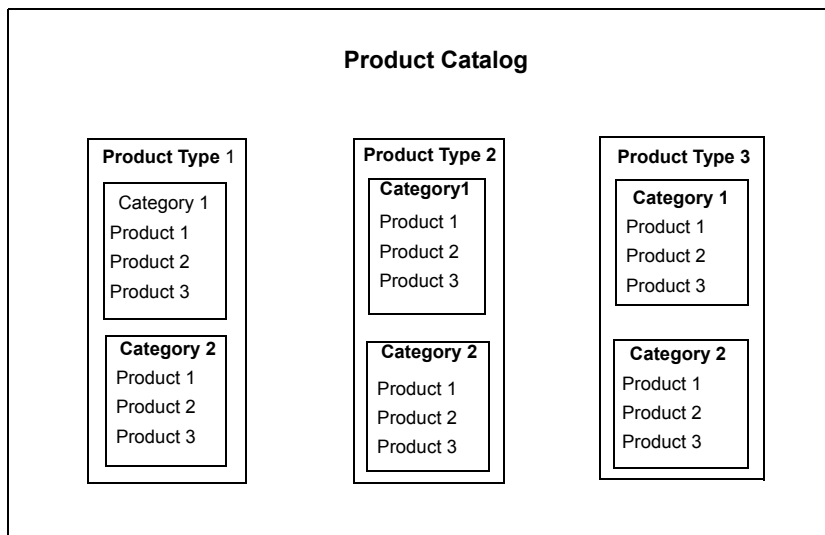 Product Catalog
Product Type 1
Category 1
Product 1
Product 2
Product 3
Category 2
Product 1
Product 2
Product 3
Product Type 2
Category1
Product 1
Product 2
Product 3
Category 2
Product 1
Product 2
Product 3
Product Type 3
Category 1
Product 1
Product 2
Product 3
Category 2
Product 1
Product 2
Product 3